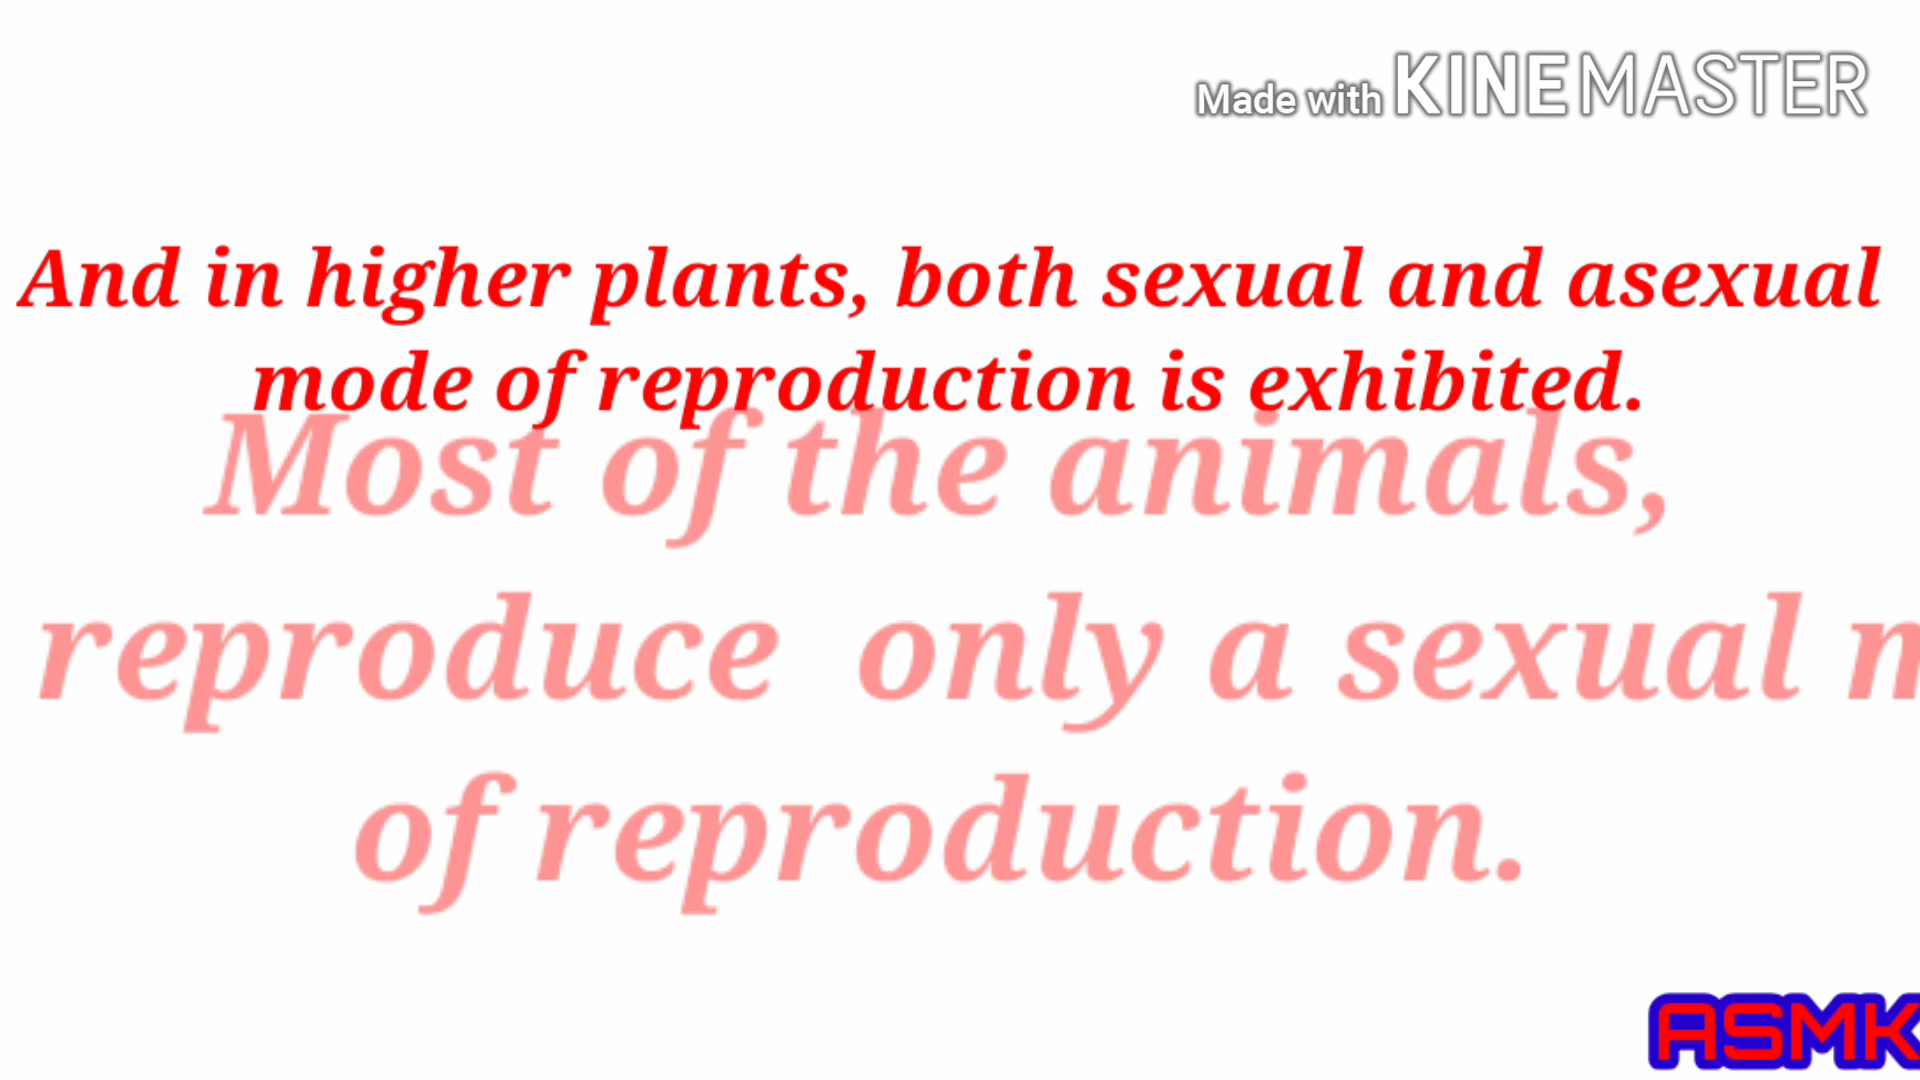 Made with KINEMASTER
And in higher plants, both sexual and asexual
mode of reproduction is exhibited.
Most of the animals,
reproduce only a sexual
of reproduction.
ASMK